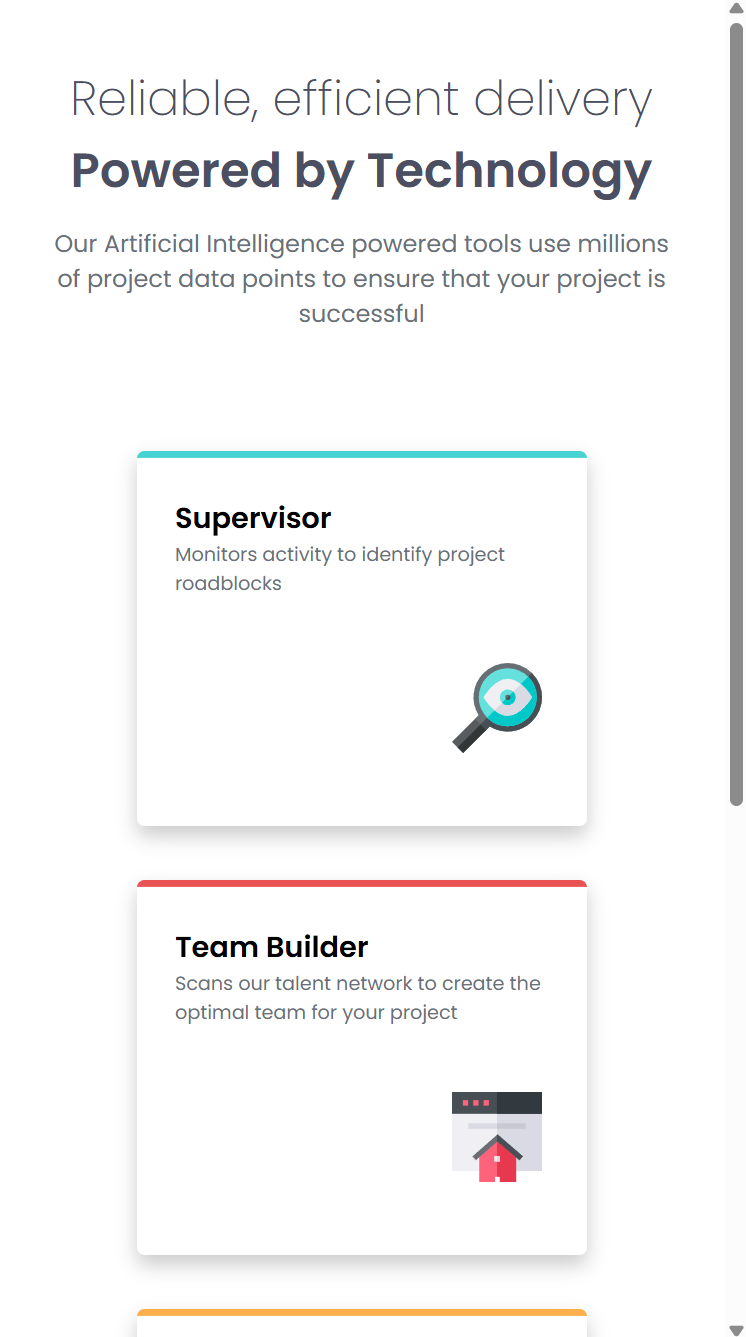 Reliable, efficient delivery
Powered by Technology
Our Artificial Intelligence powered tools use millions
of project data points to ensure that your project is
successful
Supervisor
Monitors activity to identify project
roadblocks
Team Builder
Scans our talent network to create the
optimal team for your project